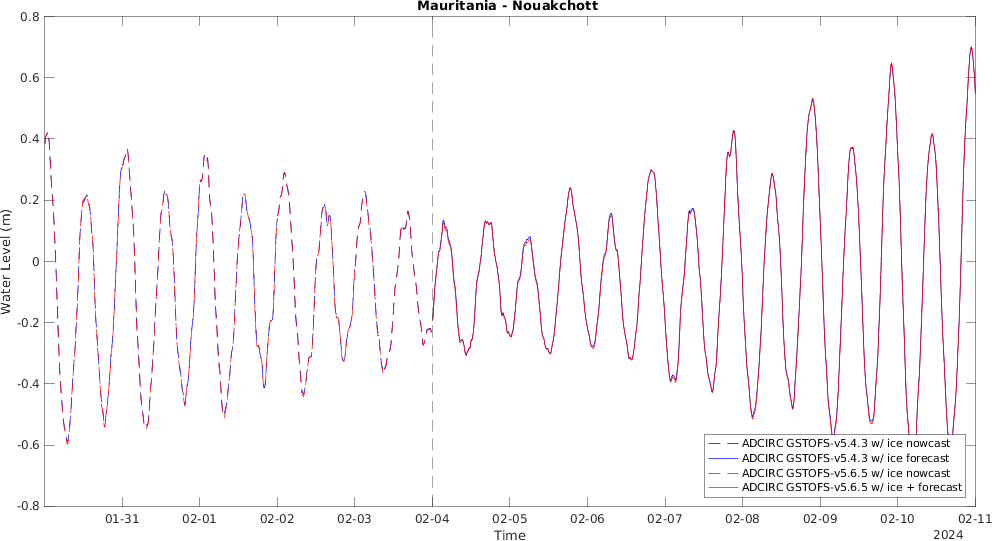 Mauritania - Nouakchott
0.8
0.6
0.4
0.2
0
-0.2
-0.4
-0.6
-0.8
Water Level (m)
ADCIRC GSTOFS-v5.4.3 w/ ice nowcast
ADCIRC GSTOFS-v5.4.3 w/ ice forecast
ADCIRC GSTOFS-v5.6.5 w/ ice nowcast
ADCIRC GSTOFS-v5.6.5 w/ ice + forecast
01-31 02-01 02-02 02-03 02-04 02-05 02-06 02-07 02-08 02-09 02-10 02-11
Time
2024